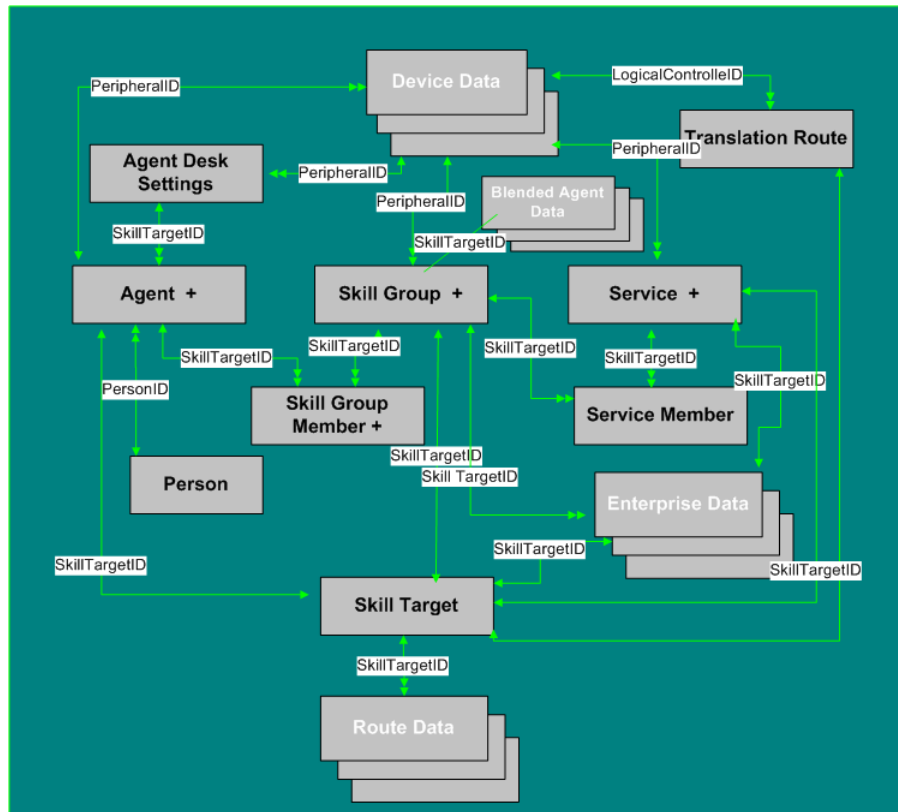 Device Data
LogicalControlleID
PeripheralID
Translation Route
PeripheralID
Agent Desk
Settings
PeripheralID
PeripheralID
Blended Agent
Data
SkillTargetID
SkillTargetID
Agent +
Skill Group +
Service +
SkillTargetID
SkillTargetID
SkillTargetID
SkillTargetID
PersonID
SkillTargetID
Skill Group
Member +
Service Member
SkillTargetID
Skill TargetID
Person
Enterprise Data
SkillTargetID
SkillTargetID
SkillTargetID
Skill Target
SkillTargetID
Route Data